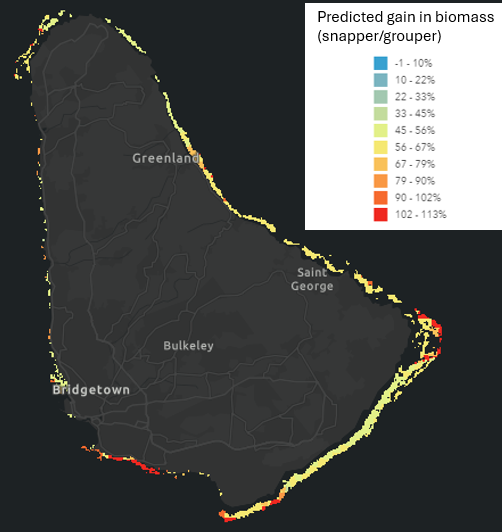 Predicted gain in biomass
(snapper/grouper)
-1 - 10%
10 - 22%
22 - 33%
33 - 45%
45 - 56%
56 - 67%
67 - 79%
79 - 90%
90 - 102%
102 - 113%
Greenland
Saint
George
Bulkeley
Bridgetown